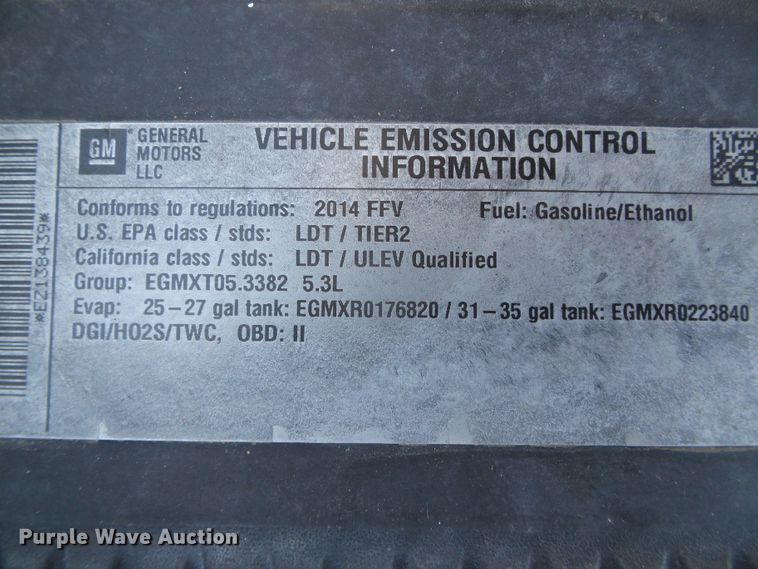 GM
GENERAL
MOTORS
LLC
VEHICLE EMISSION CONTROL
INFORMATION
Conforms to regulations: 2014 FFV Fuel: Gasoline/Ethanol
U.S. EPA class / stds: LDT / TIER2
California class / stds: LDT / ULEV Qualified
Group: EGMXT05.3382 5.3L
Evap: 25-27 gal tank: EGMXR0176820 / 31-35 gal tank: EGMXR0223840
DGI/HO2S/TWC, OBD: II
*EZ138439*
Purple Wave Auction